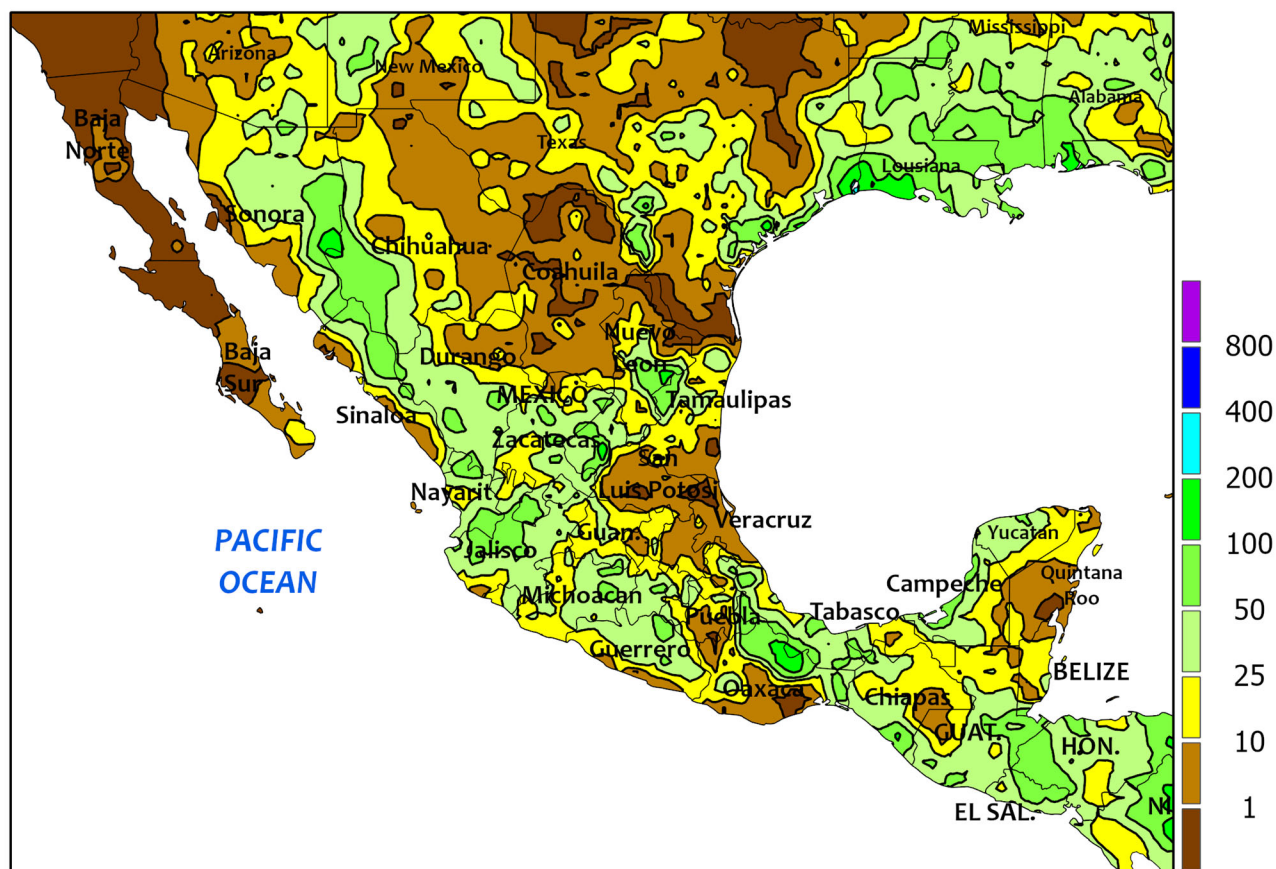 Mississippi
Arizona
New Mexico
Alabama
Baja
Norte
Texas
Lousiana
Sonora
Chihuahua
Coahuila
Nuevo
Leon
Baja
Sur
Durango
MEXICO
Tamaulipas
Sinaloa
Zacatocas
San
Luis Potosi
Nayarit
Veracruz
Guan.
Jalisco
Yucatan
PACIFIC
OCEAN
Campeche
Quintana
Roo
Michoacan
Puebla
Tabasco
Guerrero
BELIZE
Oaxaca
Chiapas
GUAT.
HON.
EL SAL.
NI
800
400
200
100
50
25
10
1